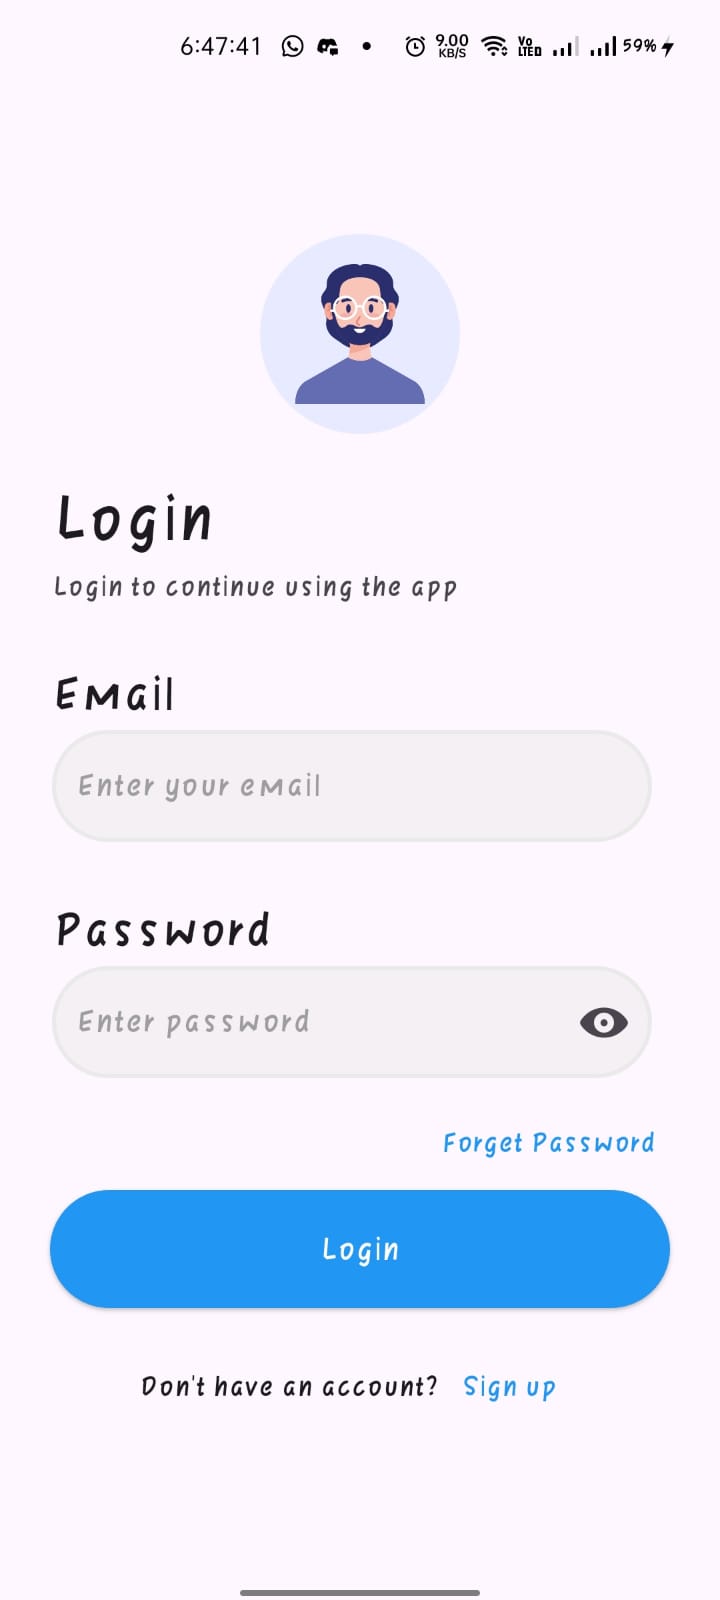 6:47:41 9.00 KB/S Vo LTED 59%
Login
Login to continue using the app
Email
Enter your email
Password
Enter password
Forget Password
Login
Don't have an account? Sign up